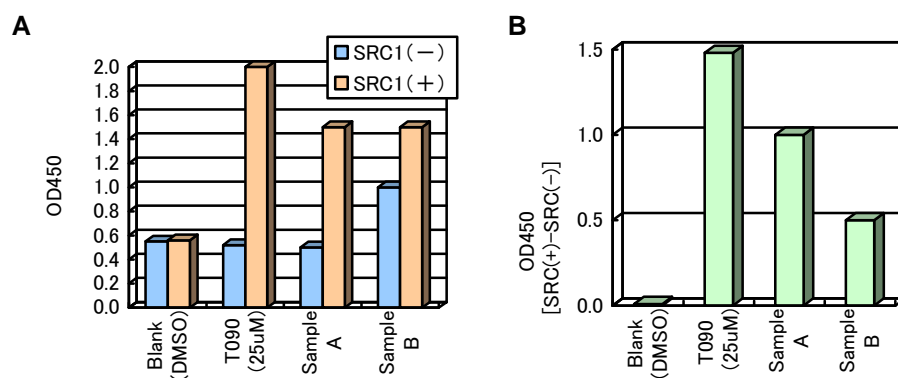 A
SRC1(−)
SRC1(+)
OD450
2.0
1.8
1.6
1.4
1.2
1.0
0.8
0.6
0.4
0.2
0.0
Blank
(DMSO)
T090
(25uM)
Sample
A
Sample
B
B
OD450
[SRC(+)-SRC(-)]
1.5
1.0
0.5
0.0
Blank
(DMSO)
T090
(25uM)
Sample
A
Sample
B